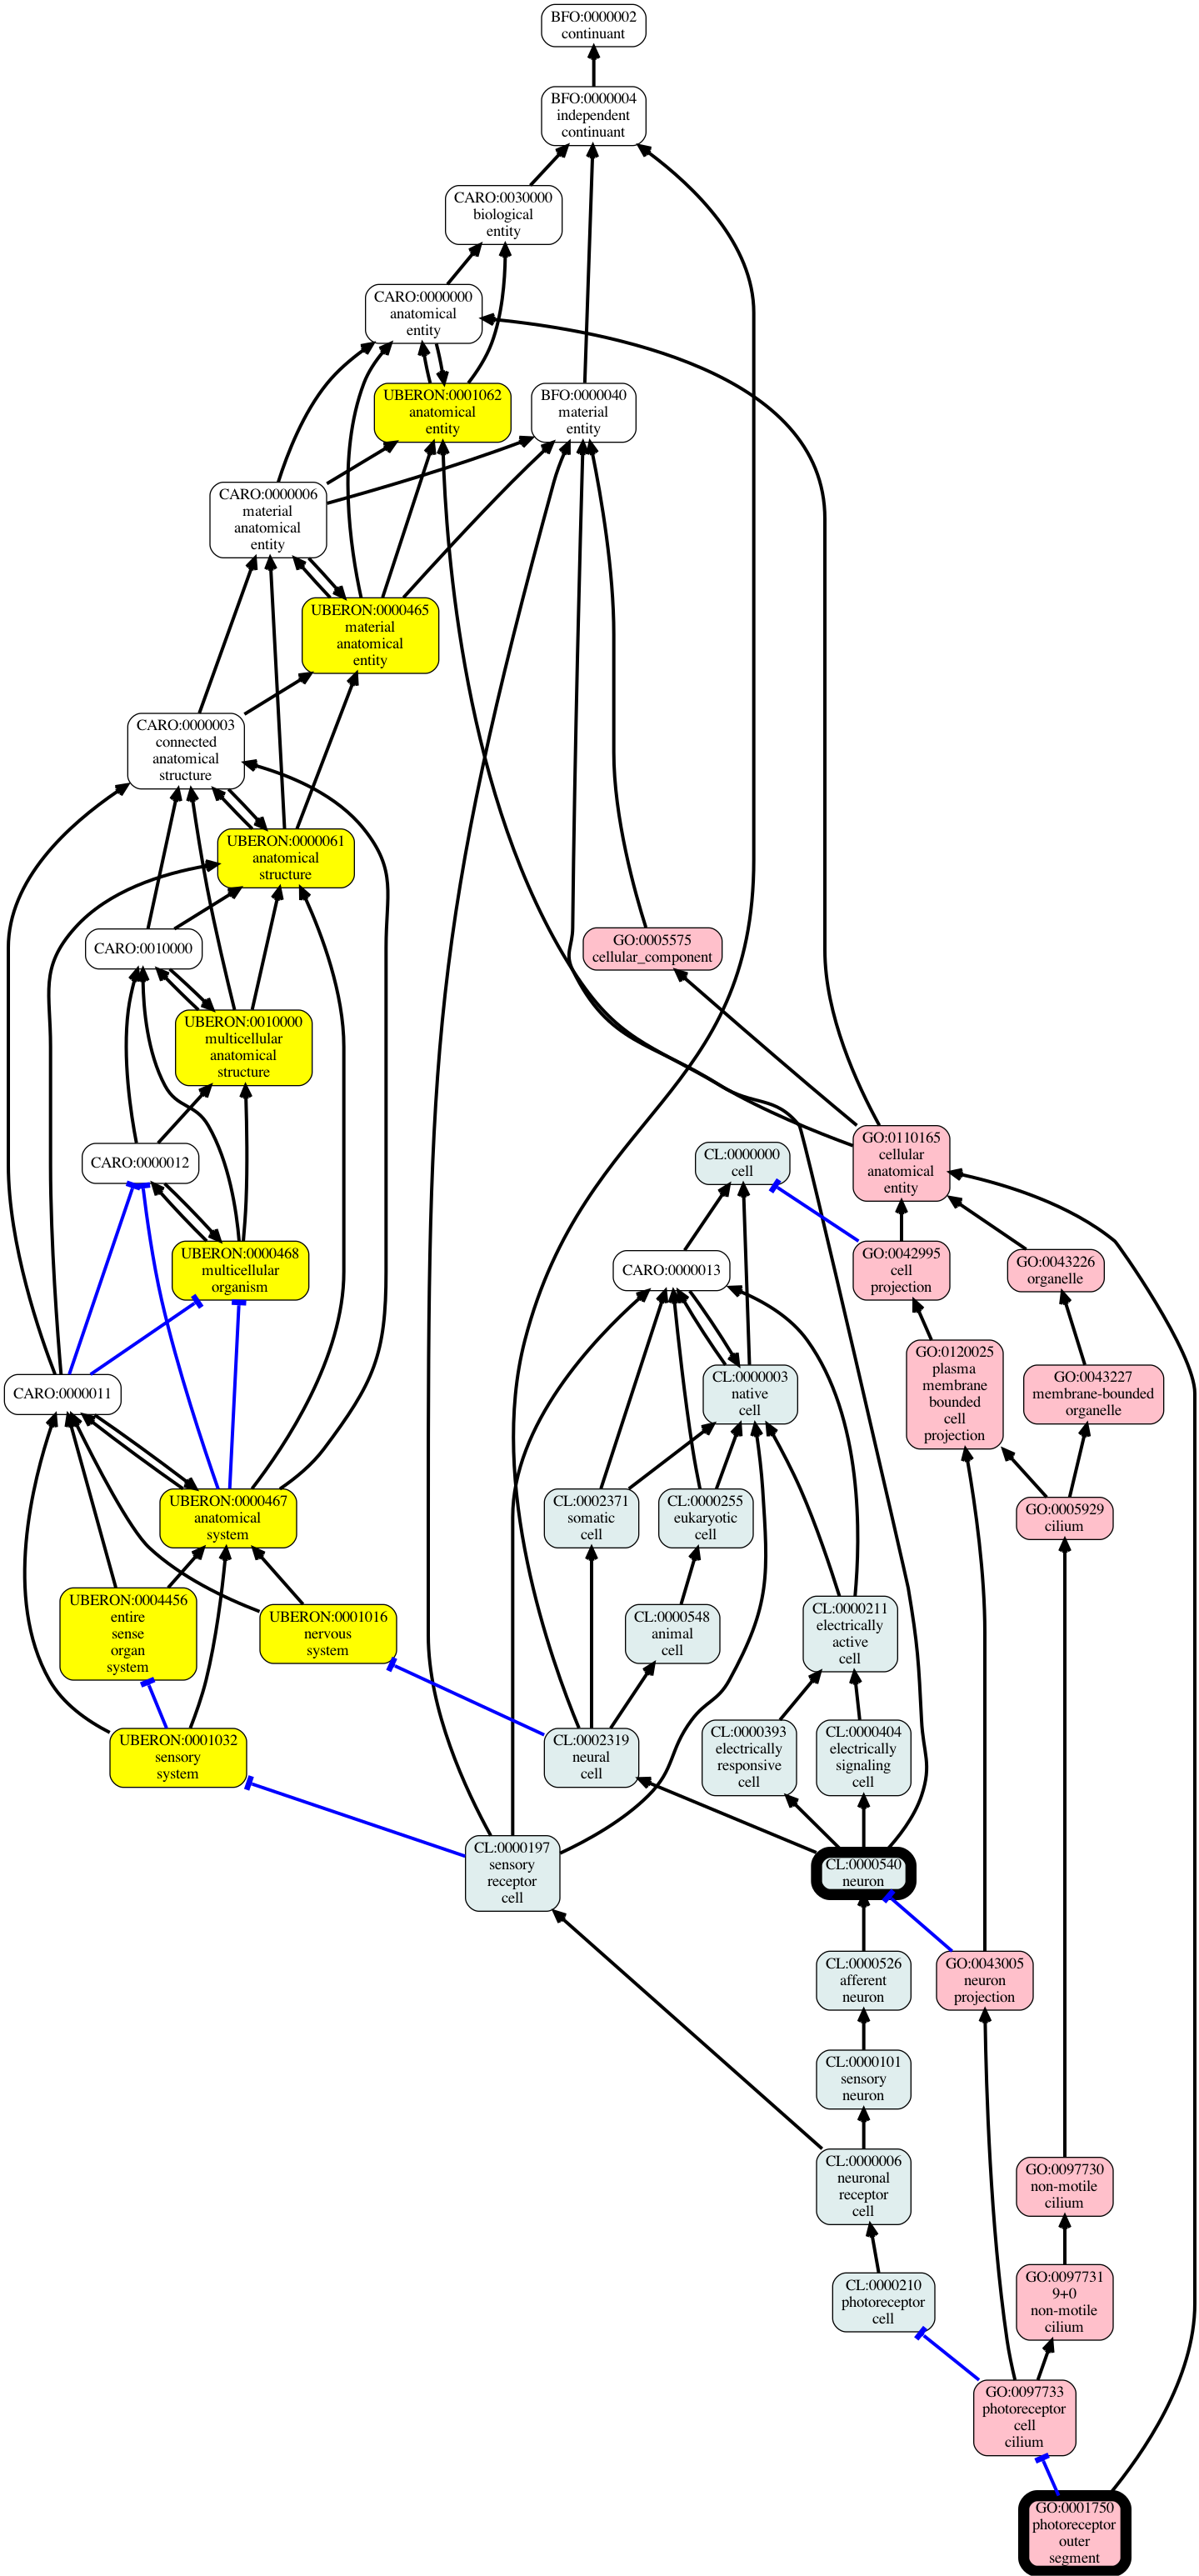 BFO:0000002
continuant
BFO:0000004
independent
continuant
CARO:0030000
biological
entity
CARO:0000000
anatomical
entity
UBERON:0001062
anatomical
entity
BFO:0000040
material
entity
CARO:0000006
material
anatomical
entity
UBERON:0000465
material
anatomical
entity
CARO:0000003
connected
anatomical
structure
UBERON:0000061
anatomical
structure
CARO:0010000
GO:0005575
cellular_component
UBERON:0010000
multicellular
anatomical
structure
CARO:0000012
CL:0000000
cell
GO:0110165
cellular
anatomical
entity
UBERON:0000468
multicellular
organism
CARO:0000013
GO:0042995
cell
projection
GO:0043226
organelle
CARO:0000011
CL:0000003
native
cell
GO:0120025
plasma
membrane
bounded
cell
projection
GO:0043227
membrane-bounded
organelle
UBERON:0000467
anatomical
system
CL:0002371
somatic
cell
CL:0000255
eukaryotic
cell
GO:0005929
cilium
UBERON:0004456
entire
sense
organ
system
UBERON:0001016
nervous
system
CL:0000548
animal
cell
CL:0000211
electrically
active
cell
UBERON:0001032
sensory
system
CL:0002319
neural
cell
CL:0000393
electrically
responsive
cell
CL:0000404
electrically
signaling
cell
CL:0000197
sensory
receptor
cell
CL:0000540
neuron
CL:0000526
afferent
neuron
GO:0043005
neuron
projection
CL:0000101
sensory
neuron
CL:0000006
neuronal
receptor
cell
GO:0097730
non-motile
cilium
CL:0000210
photoreceptor
cell
GO:0097731
9+0
non-motile
cilium
GO:0097733
photoreceptor
cell
cilium
GO:0001750
photoreceptor
outer
segment